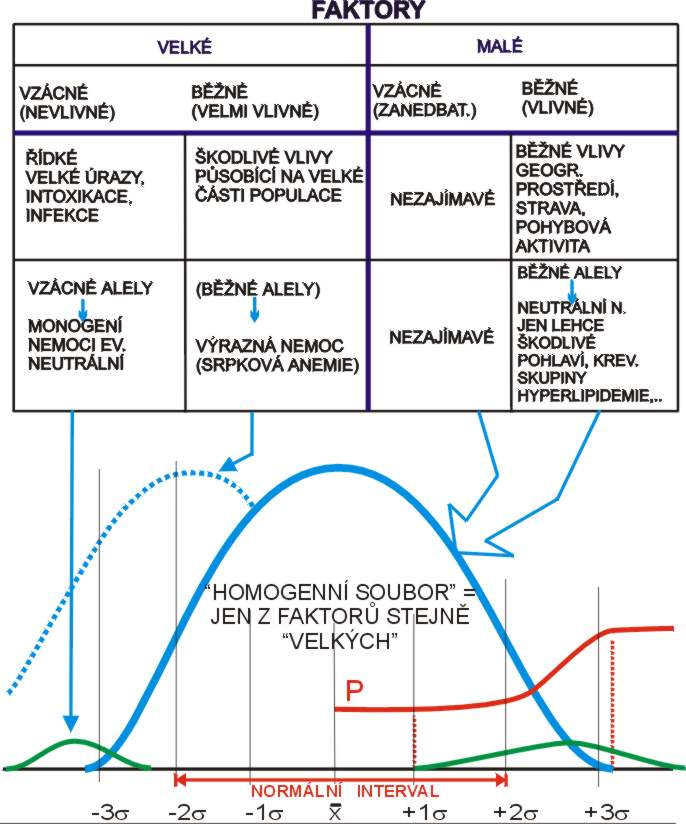 FAKTORY
VELKÉ
MALÉ
VZÁCNÉ
(NEVLIVNÉ)
BĚŽNÉ
(VELMI VLIVNÉ)
VZÁCNÉ
(ZANEDBAT.)
BĚŽNÉ
(VLIVNÉ)
ŘÍDKÉ
VELKÉ ÚRAZY,
INTOXIKACE,
INFEKCE
ŠKODLIVÉ VLIVY
PŮSOBÍCÍ NA VELKÉ
ČÁSTI POPULACE
NEZAJÍMAVÉ
BĚŽNÉ VLIVY
GEOGR.
PROSTŘEDÍ,
STRAVA,
POHYBOVÁ
AKTIVITA
VZÁCNÉ ALELY
MONOGENÍ
NEMOCI EV.
NEUTRÁLNÍ
(BĚŽNÉ ALELY)
VÝRAZNÁ NEMOC
(SRPKOVÁ ANEMIE)
NEZAJÍMAVÉ
BĚŽNÉ ALELY
NEUTRÁLNÍ N.
JEN LEHCE
ŠKODLIVÉ
POHLAVÍ, KREV.
SKUPINY
HYPERLIPIDEMIE,..
"HOMOGENNÍ SOUBOR" =
JEN Z FAKTORŮ STEJNĚ
"VELKÝCH"
P
NORMÁLNÍ INTERVAL
-3σ -2σ -1σ x̄ +1σ +2σ +3σ